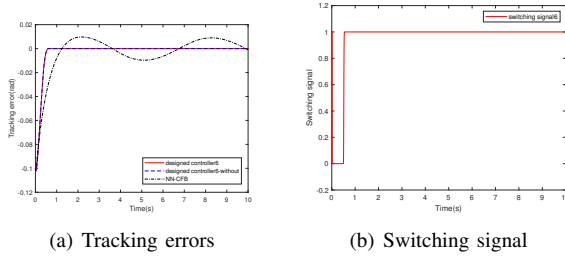 0.02
0
-0.02
-0.04
-0.06
-0.08
-0.1
-0.12
Tracking error(rad)
0 1 2 3 4 5 6 7 8 9 10
Time(s)
designed controller6
designed controller6-without
NN-CFB
(a) Tracking errors
1.2
1
0.8
0.6
0.4
0.2
0
-0.2
Switching signal
0 1 2 3 4 5 6 7 8 9 10
Time(s)
switching signal6
(b) Switching signal